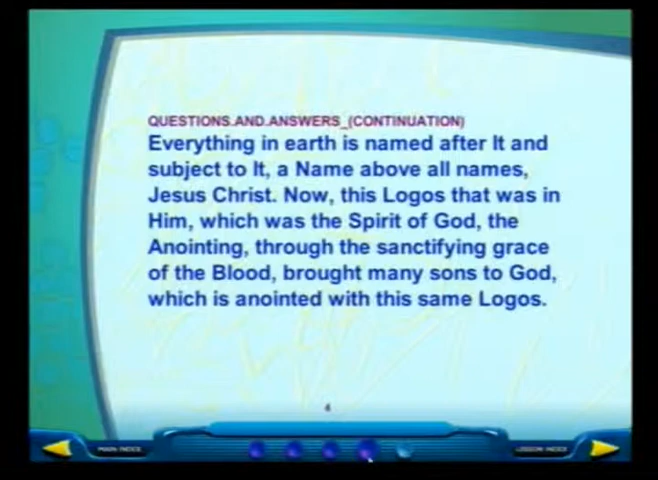 QUESTIONS.AND.ANSWERS_(CONTINUATION)
Everything in earth is named after It and
subject to It, a Name above all names,
Jesus Christ. Now, this Logos that was in
Him, which was the Spirit of God, the
Anointing, through the sanctifying grace
of the Blood, brought many sons to God,
which is anointed with this same Logos.
4
MAIN INDEX
LESSON INDEX